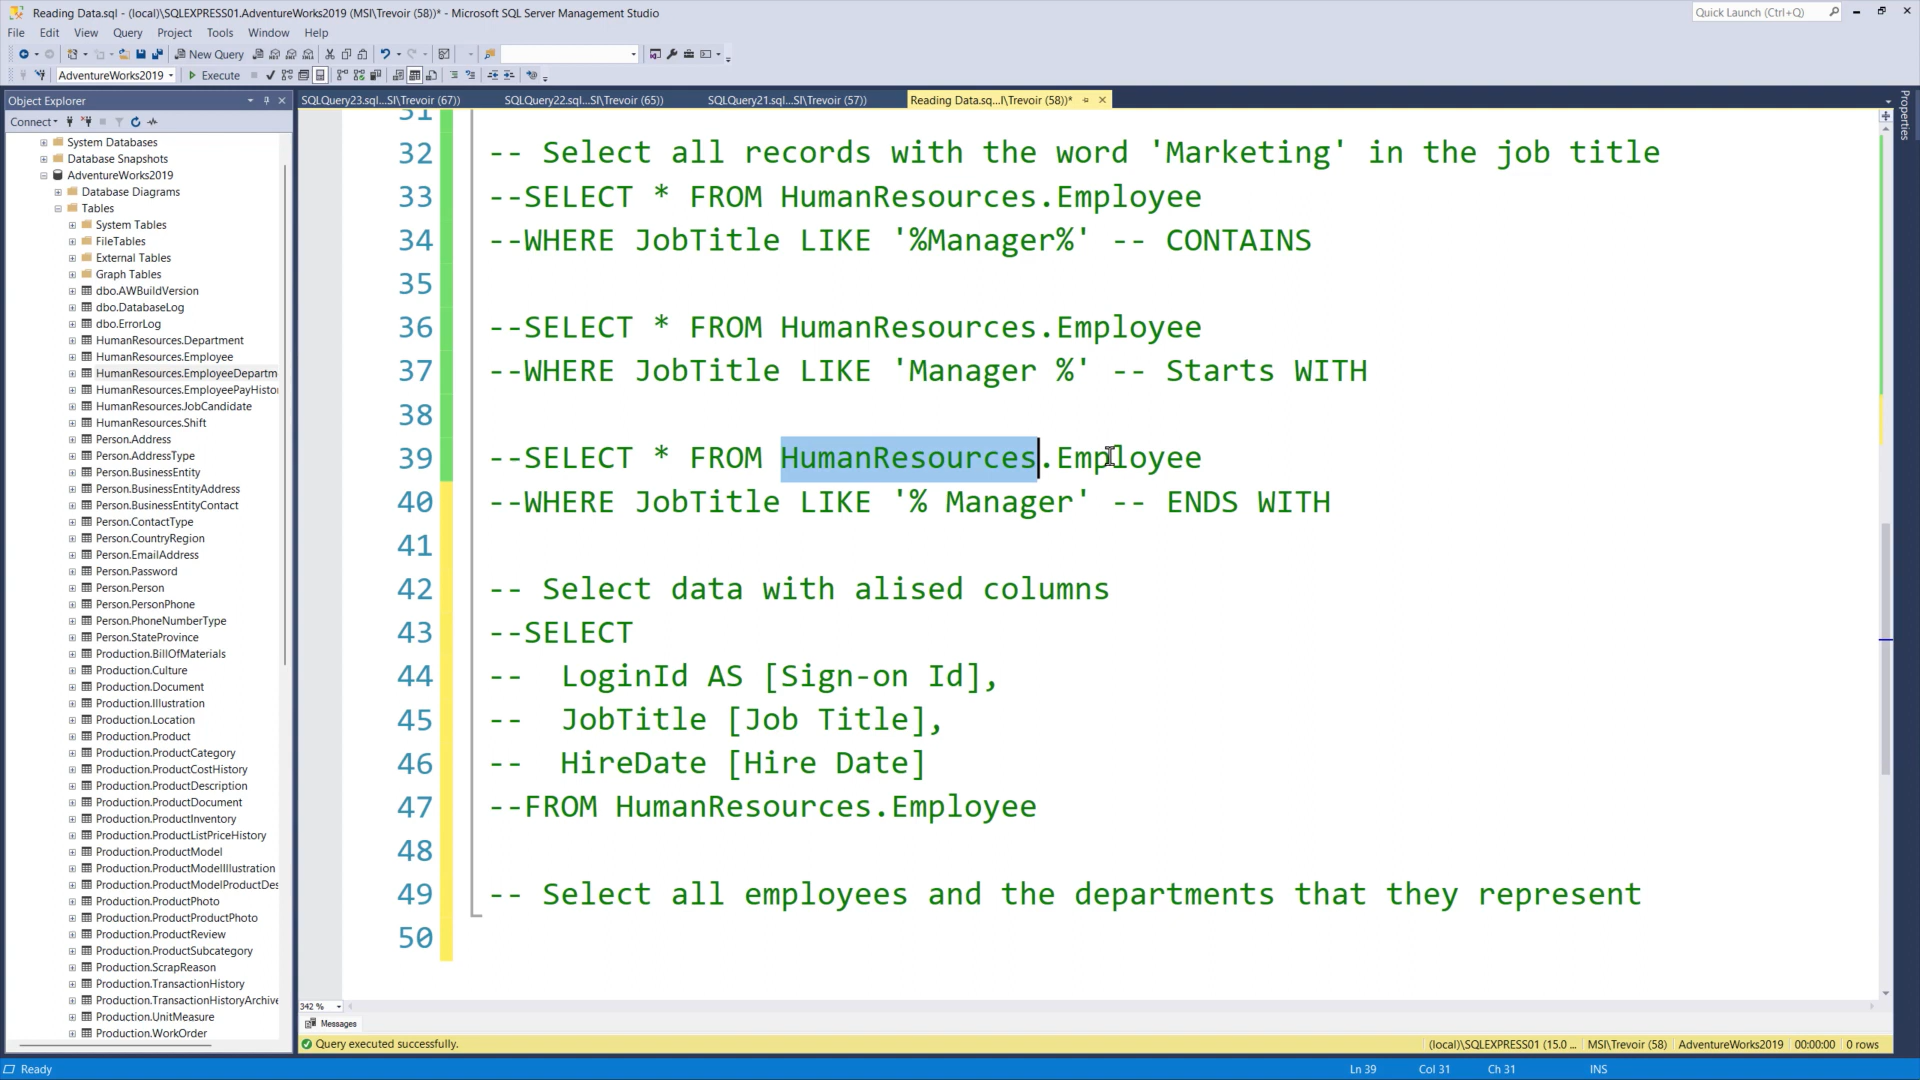 Reading Data.sql - (local)\SQLEXPRESS01.AdventureWorks2019 (MSI\Trevoir (58))* - Microsoft SQL Server Management Studio
Quick Launch (Ctrl+Q)
File Edit View Query Project Tools Window Help
New Query
AdventureWorks2019 Execute
Object Explorer
Connect
System Databases
Database Snapshots
AdventureWorks2019
Database Diagrams
Tables
System Tables
FileTables
External Tables
Graph Tables
dbo.AWBuildVersion
dbo.DatabaseLog
dbo.ErrorLog
HumanResources.Department
HumanResources.Employee
HumanResources.EmployeeDepartm
HumanResources.EmployeePayHisto
HumanResources.JobCandidate
HumanResources.Shift
Person.Address
Person.AddressType
Person.BusinessEntity
Person.BusinessEntityAddress
Person.BusinessEntityContact
Person.ContactType
Person.CountryRegion
Person.EmailAddress
Person.Password
Person.Person
Person.PersonPhone
Person.PhoneNumberType
Person.StateProvince
Production.BillOfMaterials
Production.Culture
Production.Document
Production.Illustration
Production.Location
Production.Product
Production.ProductCategory
Production.ProductCostHistory
Production.ProductDescription
Production.ProductDocument
Production.ProductInventory
Production.ProductListPriceHistory
Production.ProductModel
Production.ProductModelIllustration
Production.ProductModelProductDes
Production.ProductPhoto
Production.ProductProductPhoto
Production.ProductReview
Production.ProductSubcategory
Production.ScrapReason
Production.TransactionHistory
Production.TransactionHistoryArchive
Production.UnitMeasure
Production.WorkOrder
SQLQuery23.sql...SI\Trevoir (67)) SQLQuery22.sql...SI\Trevoir (65)) SQLQuery21.sql...SI\Trevoir (57)) Reading Data.sq...I\Trevoir (58))*
31
32 -- Select all records with the word 'Marketing' in the job title
33 --SELECT * FROM HumanResources.Employee
34 --WHERE JobTitle LIKE '%Manager%' -- CONTAINS
35
36 --SELECT * FROM HumanResources.Employee
37 --WHERE JobTitle LIKE 'Manager %' -- Starts WITH
38
39 --SELECT * FROM HumanResources.Employee
40 --WHERE JobTitle LIKE '% Manager' -- ENDS WITH
41
42 -- Select data with alised columns
43 --SELECT
44 -- LoginId AS [Sign-on Id],
45 -- JobTitle [Job Title],
46 -- HireDate [Hire Date]
47 --FROM HumanResources.Employee
48
49 -- Select all employees and the departments that they represent
50
342 %
Messages
Query executed successfully. (local)\SQLEXPRESS01 (15.0 ... MSI\Trevoir (58) AdventureWorks2019 00:00:00 0 rows
Ready Ln 39 Col 31 Ch 31 INS
Properties